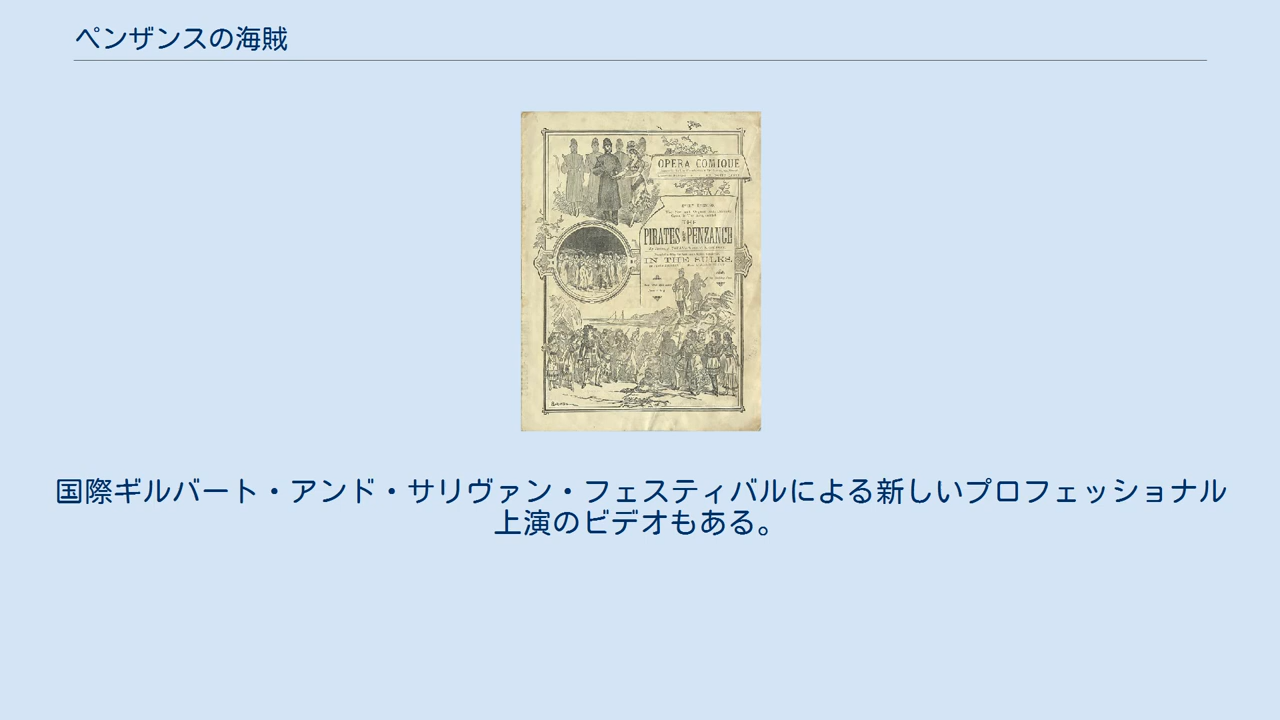 ペンザンスの海賊
OPERA COMIQUE
THE
PIRATES OF PENZANCE
IN THE SULKS.
国際ギルバート・アンド・サリヴァン・フェスティバルによる新しいプロフェッショナル
上演のビデオもある。